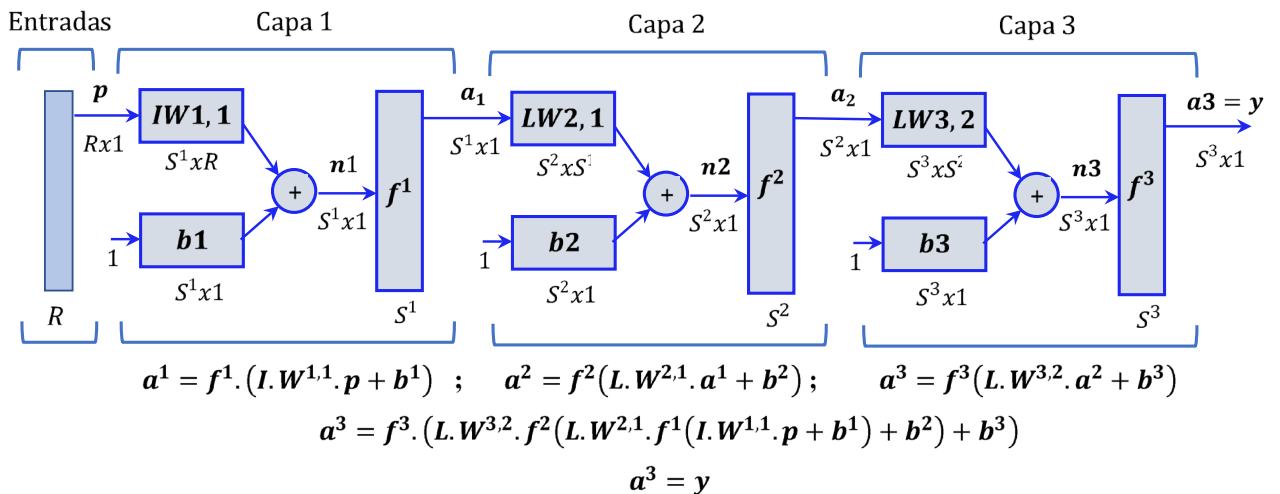 Entradas Capa 1 Capa 2 Capa 3
p IW1, 1 a₁ LW2, 1 a₂ LW3, 2 a3 = y
Rx1 S¹xR S¹x1 S²xS¹ S²x1 S³xS² S³x1
+ n1 f¹ + n2 f² + n3 f³
S¹x1 S²x1 S³x1
1 b1 1 b2 1 b3
S¹x1 S²x1 S³x1
R S¹ S² S³
a¹ = f¹.(I.W¹,¹.p + b¹) ; a² = f²(L.W²,¹.a¹ + b²); a³ = f³(L.W³,².a² + b³)
a³ = f³.(L.W³,².f²(L.W²,¹.f¹(I.W¹,¹.p + b¹) + b²) + b³)
a³ = y